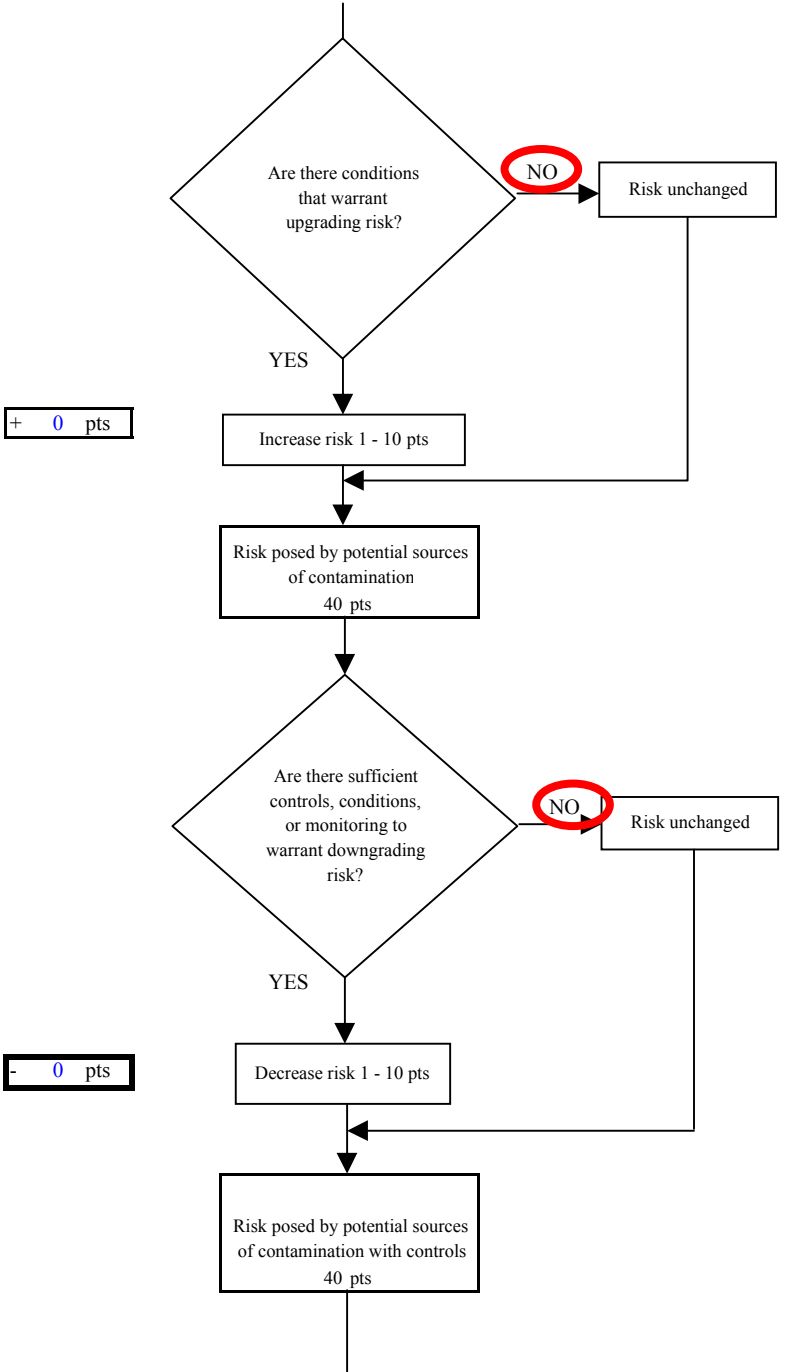 Are there conditions
that warrant
upgrading risk?
NO
Risk unchanged
YES
+ 0 pts
Increase risk 1 - 10 pts
Risk posed by potential sources
of contamination
40 pts
Are there sufficient
controls, conditions,
or monitoring to
warrant downgrading
risk?
NO
Risk unchanged
YES
- 0 pts
Decrease risk 1 - 10 pts
Risk posed by potential sources
of contamination with controls
40 pts